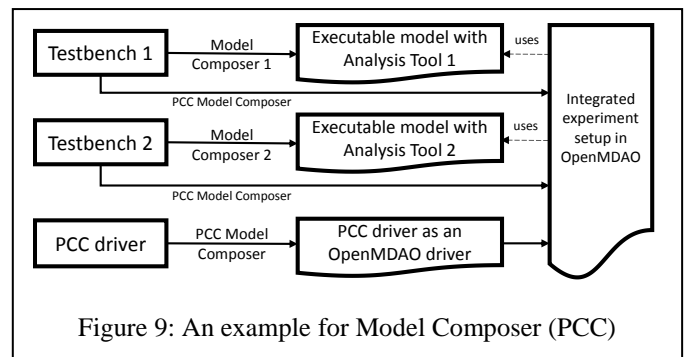 Testbench 1
Model
Composer 1
Executable model with
Analysis Tool 1
uses
PCC Model Composer
Testbench 2
Model
Composer 2
Executable model with
Analysis Tool 2
uses
PCC Model Composer
PCC driver
PCC Model
Composer
PCC driver as an
OpenMDAO driver
Integrated
experiment
setup in
OpenMDAO
Figure 9: An example for Model Composer (PCC)